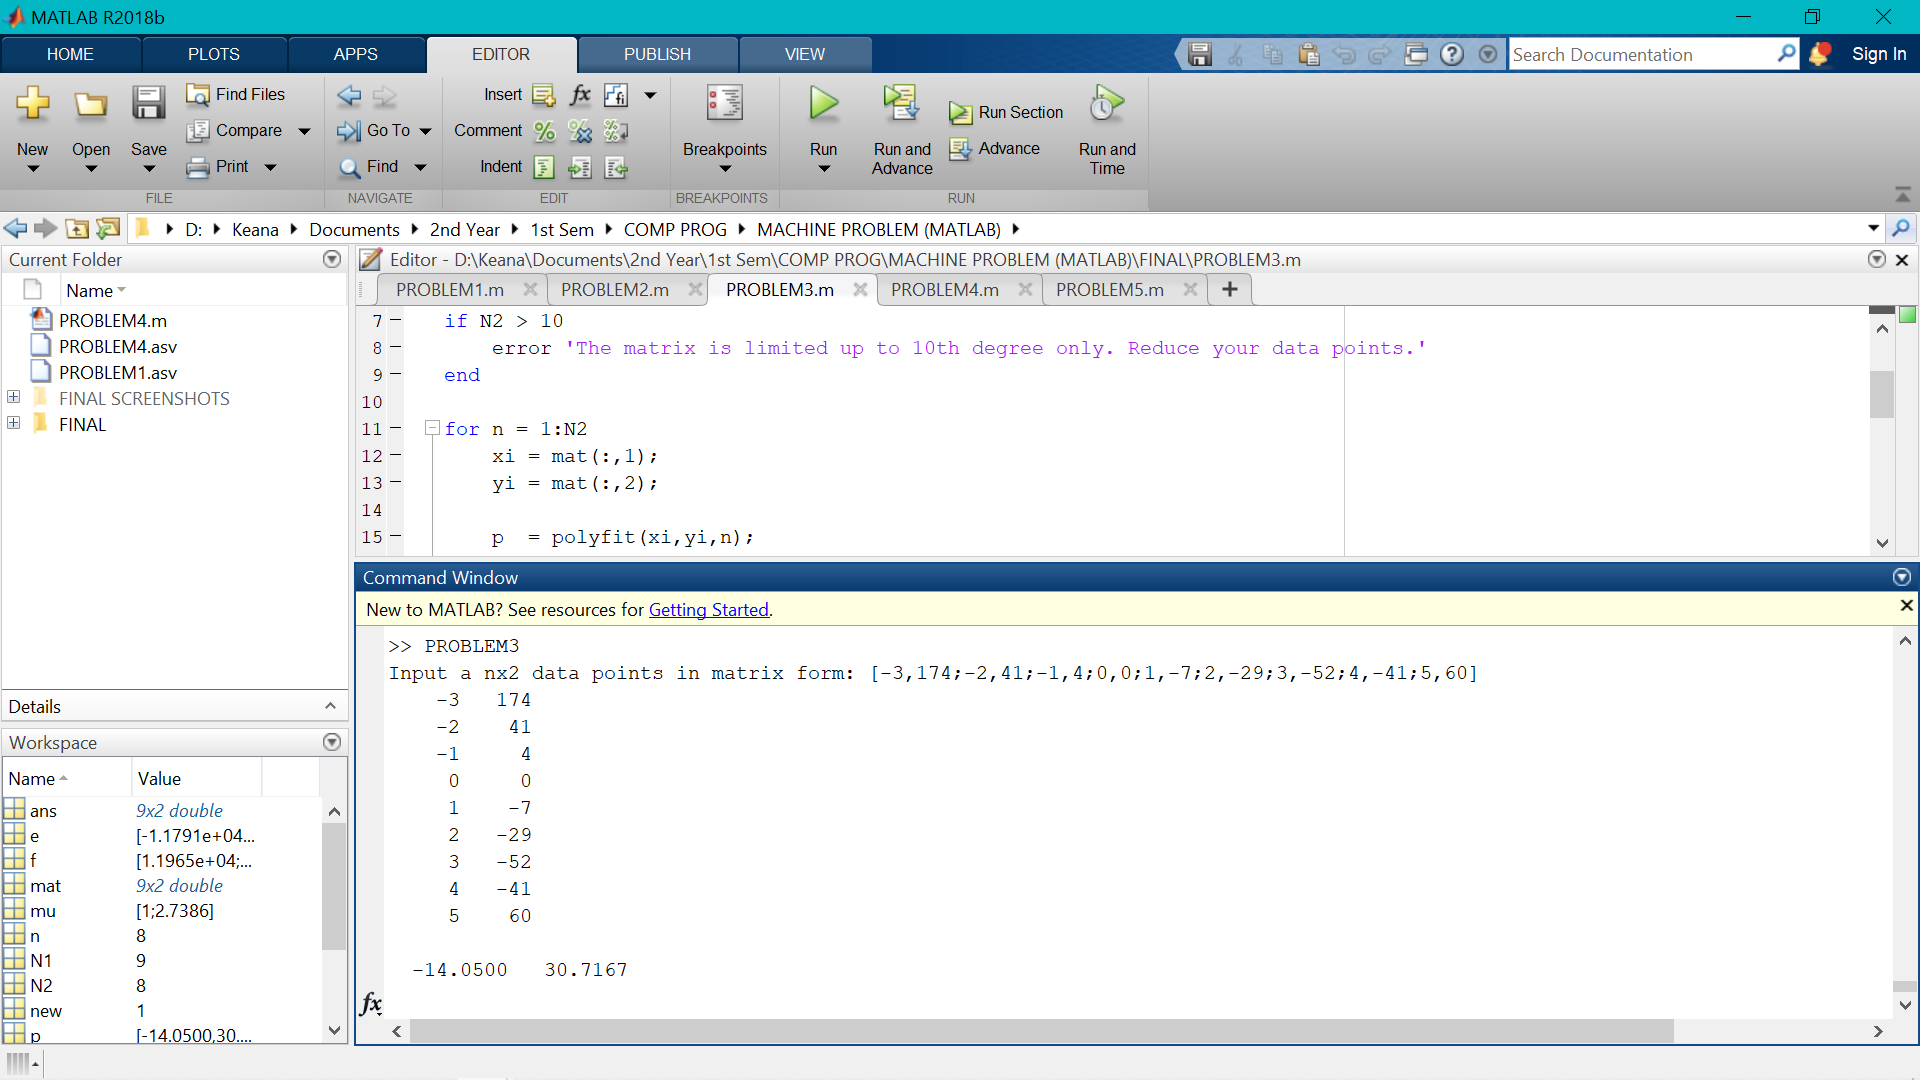 MATLAB R2018b
HOME PLOTS APPS EDITOR PUBLISH VIEW
Search Documentation
Sign In
New
Open
Save
Find Files
Compare
Print
FILE
Go To
Find
NAVIGATE
Insert fx fi
Comment % % %
Indent
EDIT
Breakpoints
BREAKPOINTS
Run
Run and Advance
Run Section
Advance
Run and Time
RUN
D: Keana Documents 2nd Year 1st Sem COMP PROG MACHINE PROBLEM (MATLAB)
Current Folder
Name
PROBLEM4.m
PROBLEM4.asv
PROBLEM1.asv
FINAL SCREENSHOTS
FINAL
Details
Workspace
Name Value
ans 9x2 double
e [-1.1791e+04...
f [1.1965e+04;...
mat 9x2 double
mu [1;2.7386]
n 8
N1 9
N2 8
new 1
p [-14.0500,30....
Editor - D:\Keana\Documents\2nd Year\1st Sem\COMP PROG\MACHINE PROBLEM (MATLAB)\FINAL\PROBLEM3.m
PROBLEM1.m PROBLEM2.m PROBLEM3.m PROBLEM4.m PROBLEM5.m +
7 – if N2 > 10
8 – error 'The matrix is limited up to 10th degree only. Reduce your data points.'
9 – end
10
11 – for n = 1:N2
12 – xi = mat(:,1);
13 – yi = mat(:,2);
14
15 – p = polyfit(xi,yi,n);
Command Window
New to MATLAB? See resources for Getting Started.
>> PROBLEM3
Input a nx2 data points in matrix form: [-3,174;-2,41;-1,4;0,0;1,-7;2,-29;3,-52;4,-41;5,60]
-3 174
-2 41
-1 4
0 0
1 -7
2 -29
3 -52
4 -41
5 60
-14.0500 30.7167
fx